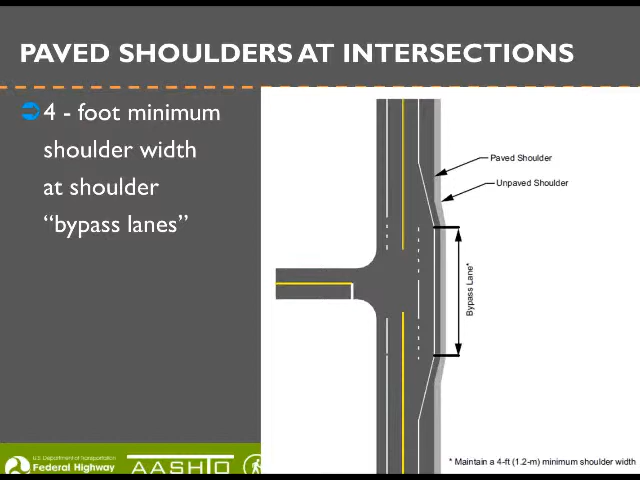 PAVED SHOULDERS AT INTERSECTIONS
4 - foot minimum
shoulder width
at shoulder
“bypass lanes”
Paved Shoulder
Unpaved Shoulder
Bypass Lane*
U.S. Department of Transportation
Federal Highway
AASHTO
* Maintain a 4-ft (1.2-m) minimum shoulder width